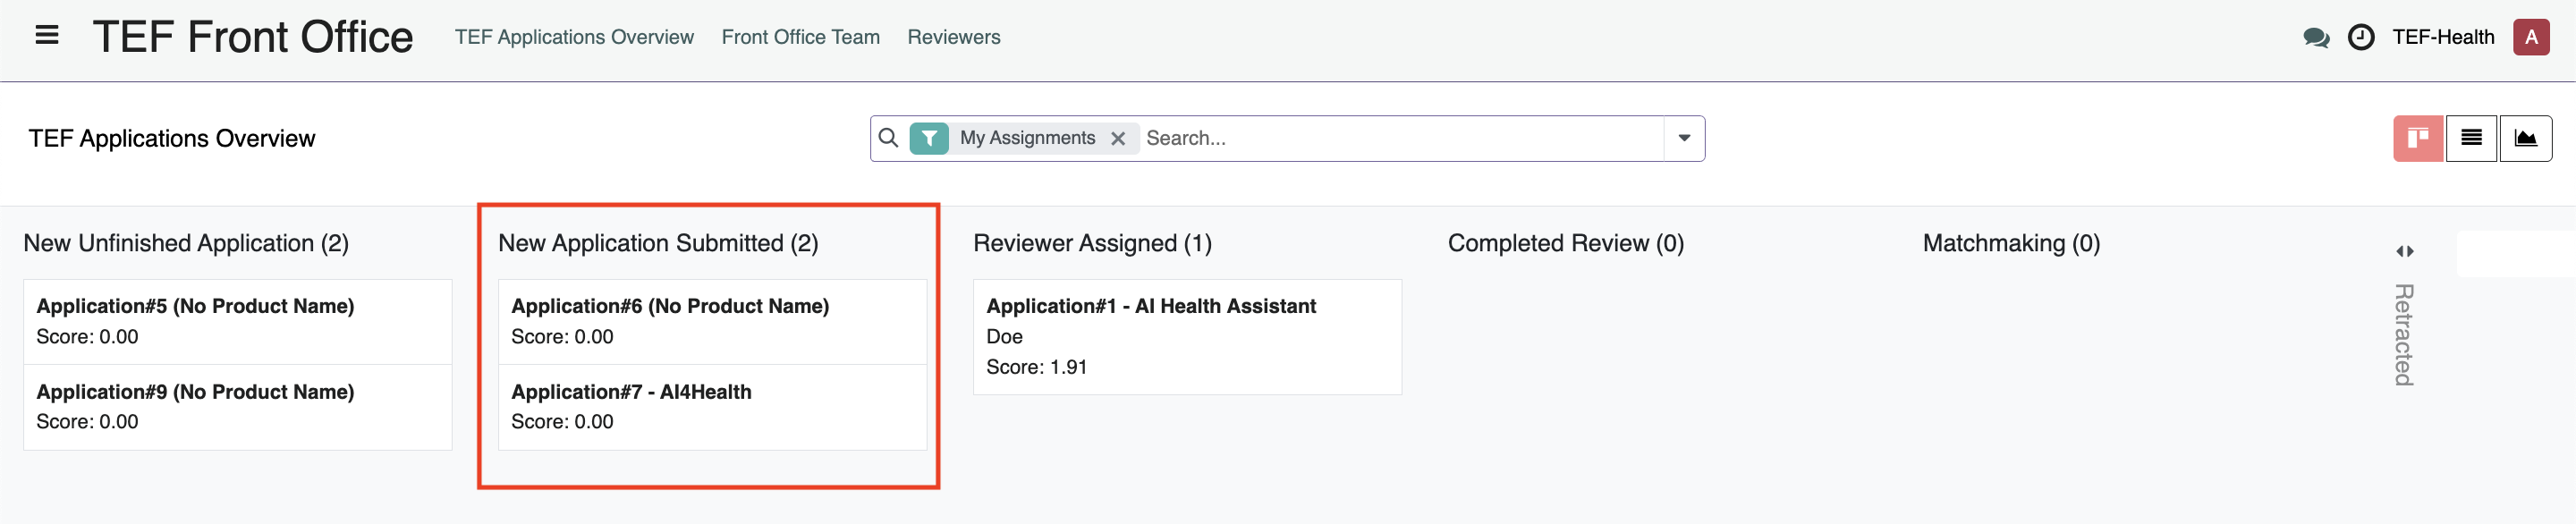 TEF Front Office
TEF Applications Overview
Front Office Team
Reviewers
TEF-Health
A
TEF Applications Overview
My Assignments
Search...
New Unfinished Application (2)
Application#5 (No Product Name)
Score: 0.00
Application#9 (No Product Name)
Score: 0.00
New Application Submitted (2)
Application#6 (No Product Name)
Score: 0.00
Application#7 - AI4Health
Score: 0.00
Reviewer Assigned (1)
Application#1 - AI Health Assistant
Doe
Score: 1.91
Completed Review (0)
Matchmaking (0)
Retracted